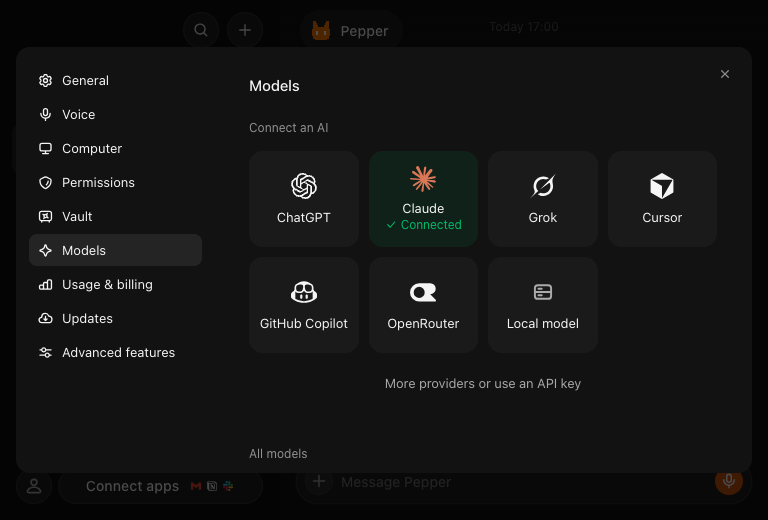 Pepper
Today 17:00
General
Voice
Computer
Permissions
Vault
Models
Usage & billing
Updates
Advanced features
Models
Connect an AI
ChatGPT
Claude
Connected
Grok
Cursor
GitHub Copilot
OpenRouter
Local model
More providers or use an API key
All models
Connect apps
Message Pepper